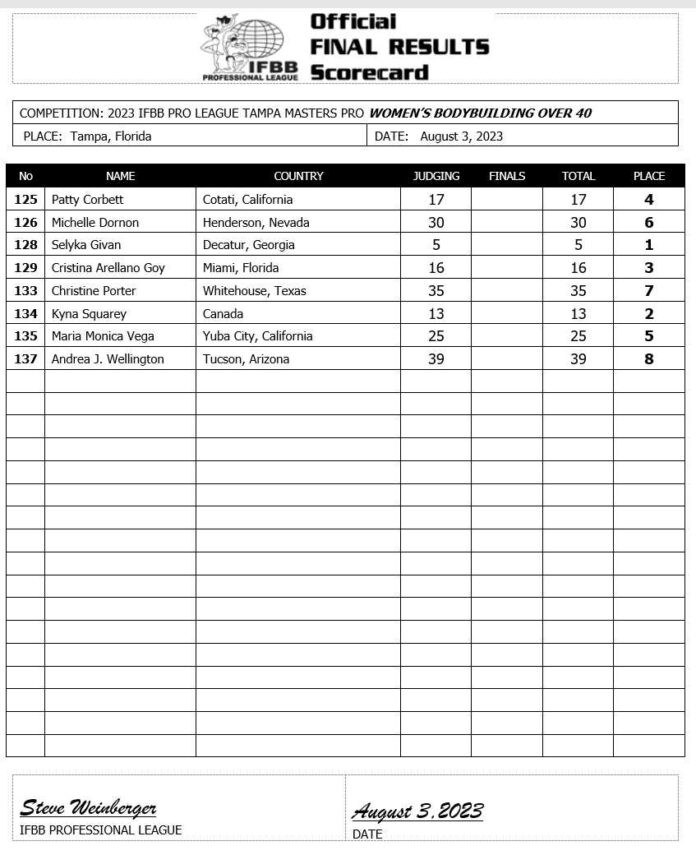 Official
FINAL RESULTS
Scorecard
IFBB
PROFESSIONAL LEAGUE
COMPETITION: 2023 IFBB PRO LEAGUE TAMPA MASTERS PRO WOMEN'S BODYBUILDING OVER 40
PLACE: Tampa, Florida DATE: August 3, 2023
No NAME COUNTRY JUDGING FINALS TOTAL PLACE
125 Patty Corbett Cotati, California 17 17 4
126 Michelle Dornon Henderson, Nevada 30 30 6
128 Selyka Givan Decatur, Georgia 5 5 1
129 Cristina Arellano Goy Miami, Florida 16 16 3
133 Christine Porter Whitehouse, Texas 35 35 7
134 Kyna Squarey Canada 13 13 2
135 Maria Monica Vega Yuba City, California 25 25 5
137 Andrea J. Wellington Tucson, Arizona 39 39 8
Steve Weinberger August 3, 2023
IFBB PROFESSIONAL LEAGUE DATE